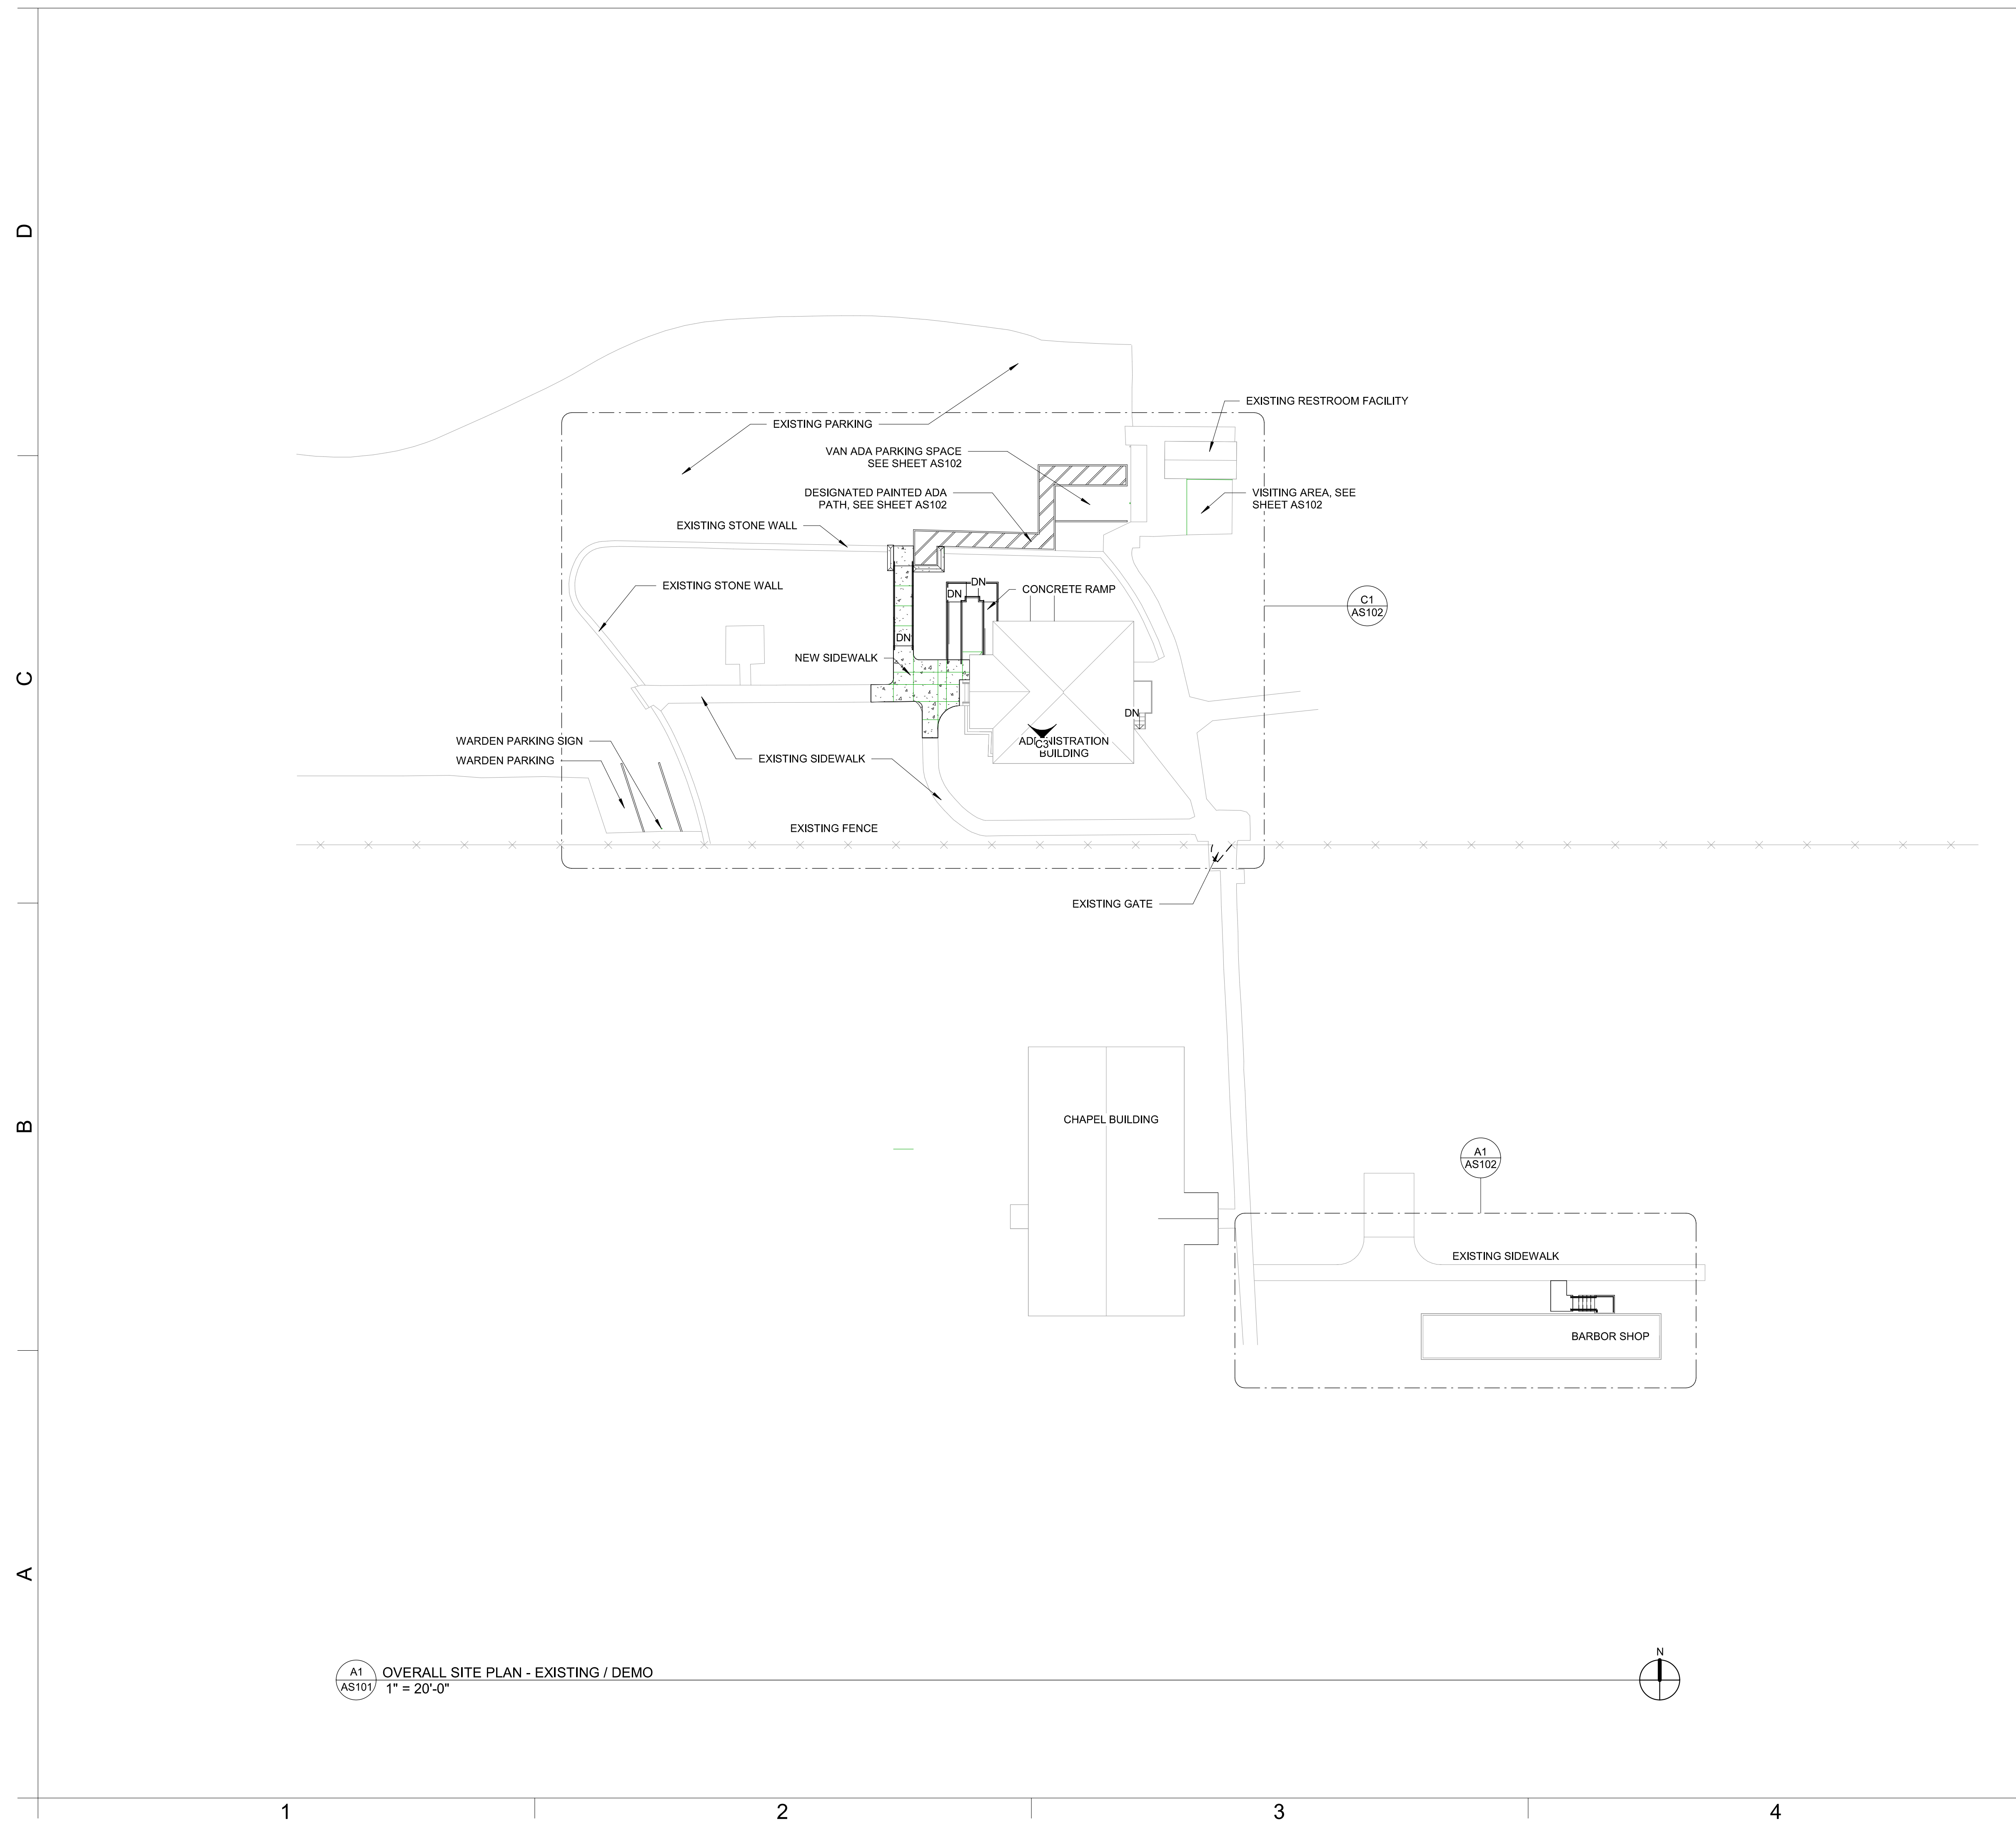 D
EXISTING RESTROOM FACILITY
EXISTING PARKING
VAN ADA PARKING SPACE
SEE SHEET AS102
DESIGNATED PAINTED ADA
PATH, SEE SHEET AS102
VISITING AREA, SEE
SHEET AS102
EXISTING STONE WALL
EXISTING STONE WALL
DN
DN
CONCRETE RAMP
C1
AS102
DN
NEW SIDEWALK
C
DN
WARDEN PARKING SIGN
ADMINISTRATION
BUILDING
C3
WARDEN PARKING
EXISTING SIDEWALK
EXISTING FENCE
EXISTING GATE
B
CHAPEL BUILDING
A1
AS102
EXISTING SIDEWALK
BARBOR SHOP
A
A1
AS101
OVERALL SITE PLAN - EXISTING / DEMO
1" = 20'-0"
N
1
2
3
4